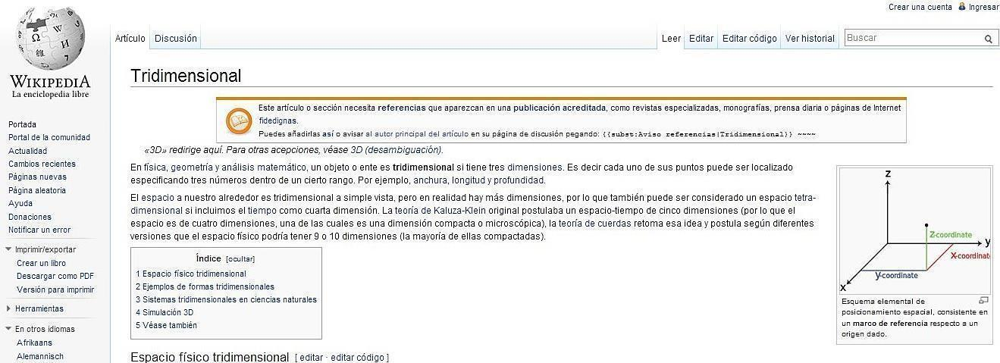 Crear una cuenta Ingresar
WIKIPEDIA
La enciclopedia libre
Artículo Discusión Leer Editar Editar código Ver historial Buscar
Portada
Portal de la comunidad
Actualidad
Cambios recientes
Páginas nuevas
Página aleatoria
Ayuda
Donaciones
Notificar un error
Imprimir/exportar
Crear un libro
Descargar como PDF
Versión para imprimir
Herramientas
En otros idiomas
Afrikaans
Alemannisch
Tridimensional
Este artículo o sección necesita referencias que aparezcan en una publicación acreditada, como revistas especializadas, monografías, prensa diaria o páginas de Internet
fidedignas.
Puedes añadirlas así o avisar al autor principal del artículo en su página de discusión pegando: {{subst:Aviso referencias|Tridimensional}} ~~~~
«3D» redirige aquí. Para otras acepciones, véase 3D (desambiguación).
En física, geometría y análisis matemático, un objeto o ente es tridimensional si tiene tres dimensiones. Es decir cada uno de sus puntos puede ser localizado
especificando tres números dentro de un cierto rango. Por ejemplo, anchura, longitud y profundidad.
El espacio a nuestro alrededor es tridimensional a simple vista, pero en realidad hay más dimensiones, por lo que también puede ser considerado un espacio tetra-
dimensional si incluimos el tiempo como cuarta dimensión. La teoría de Kaluza-Klein original postulaba un espacio-tiempo de cinco dimensiones (por lo que el
espacio es de cuatro dimensiones, una de las cuales es una dimensión compacta o microscópica), la teoría de cuerdas retoma esa idea y postula según diferentes
versiones que el espacio físico podría tener 9 o 10 dimensiones (la mayoría de ellas compactadas).
Índice [ocultar]
1 Espacio físico tridimensional
2 Ejemplos de formas tridimensionales
3 Sistemas tridimensionales en ciencias naturales
4 Simulación 3D
5 Véase también
Espacio físico tridimensional [ editar · editar código ]
z
y
x
z-coordinate
x-coordinate
y-coordinate
Esquema elemental de
posicionamiento espacial, consistente en
un marco de referencia respecto a un
origen dado.